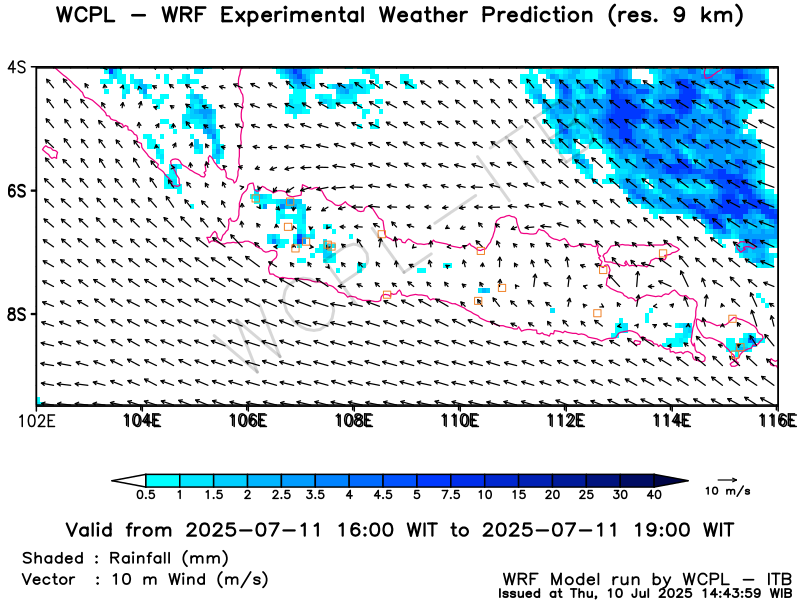 WCPL – WRF Experimental Weather Prediction (res. 9 km)
4S
6S
8S
102E 104E 106E 108E 110E 112E 114E 116E
WCPL–ITB
0.5 1 1.5 2 2.5 3.5 4 4.5 5 7.5 10 15 20 25 30 40
10 m/s
Valid from 2025–07–11 16:00 WIT to 2025–07–11 19:00 WIT
Shaded : Rainfall (mm)
Vector : 10 m Wind (m/s)
WRF Model run by WCPL – ITB
Issued at Thu, 10 Jul 2025 14:43:59 WIB